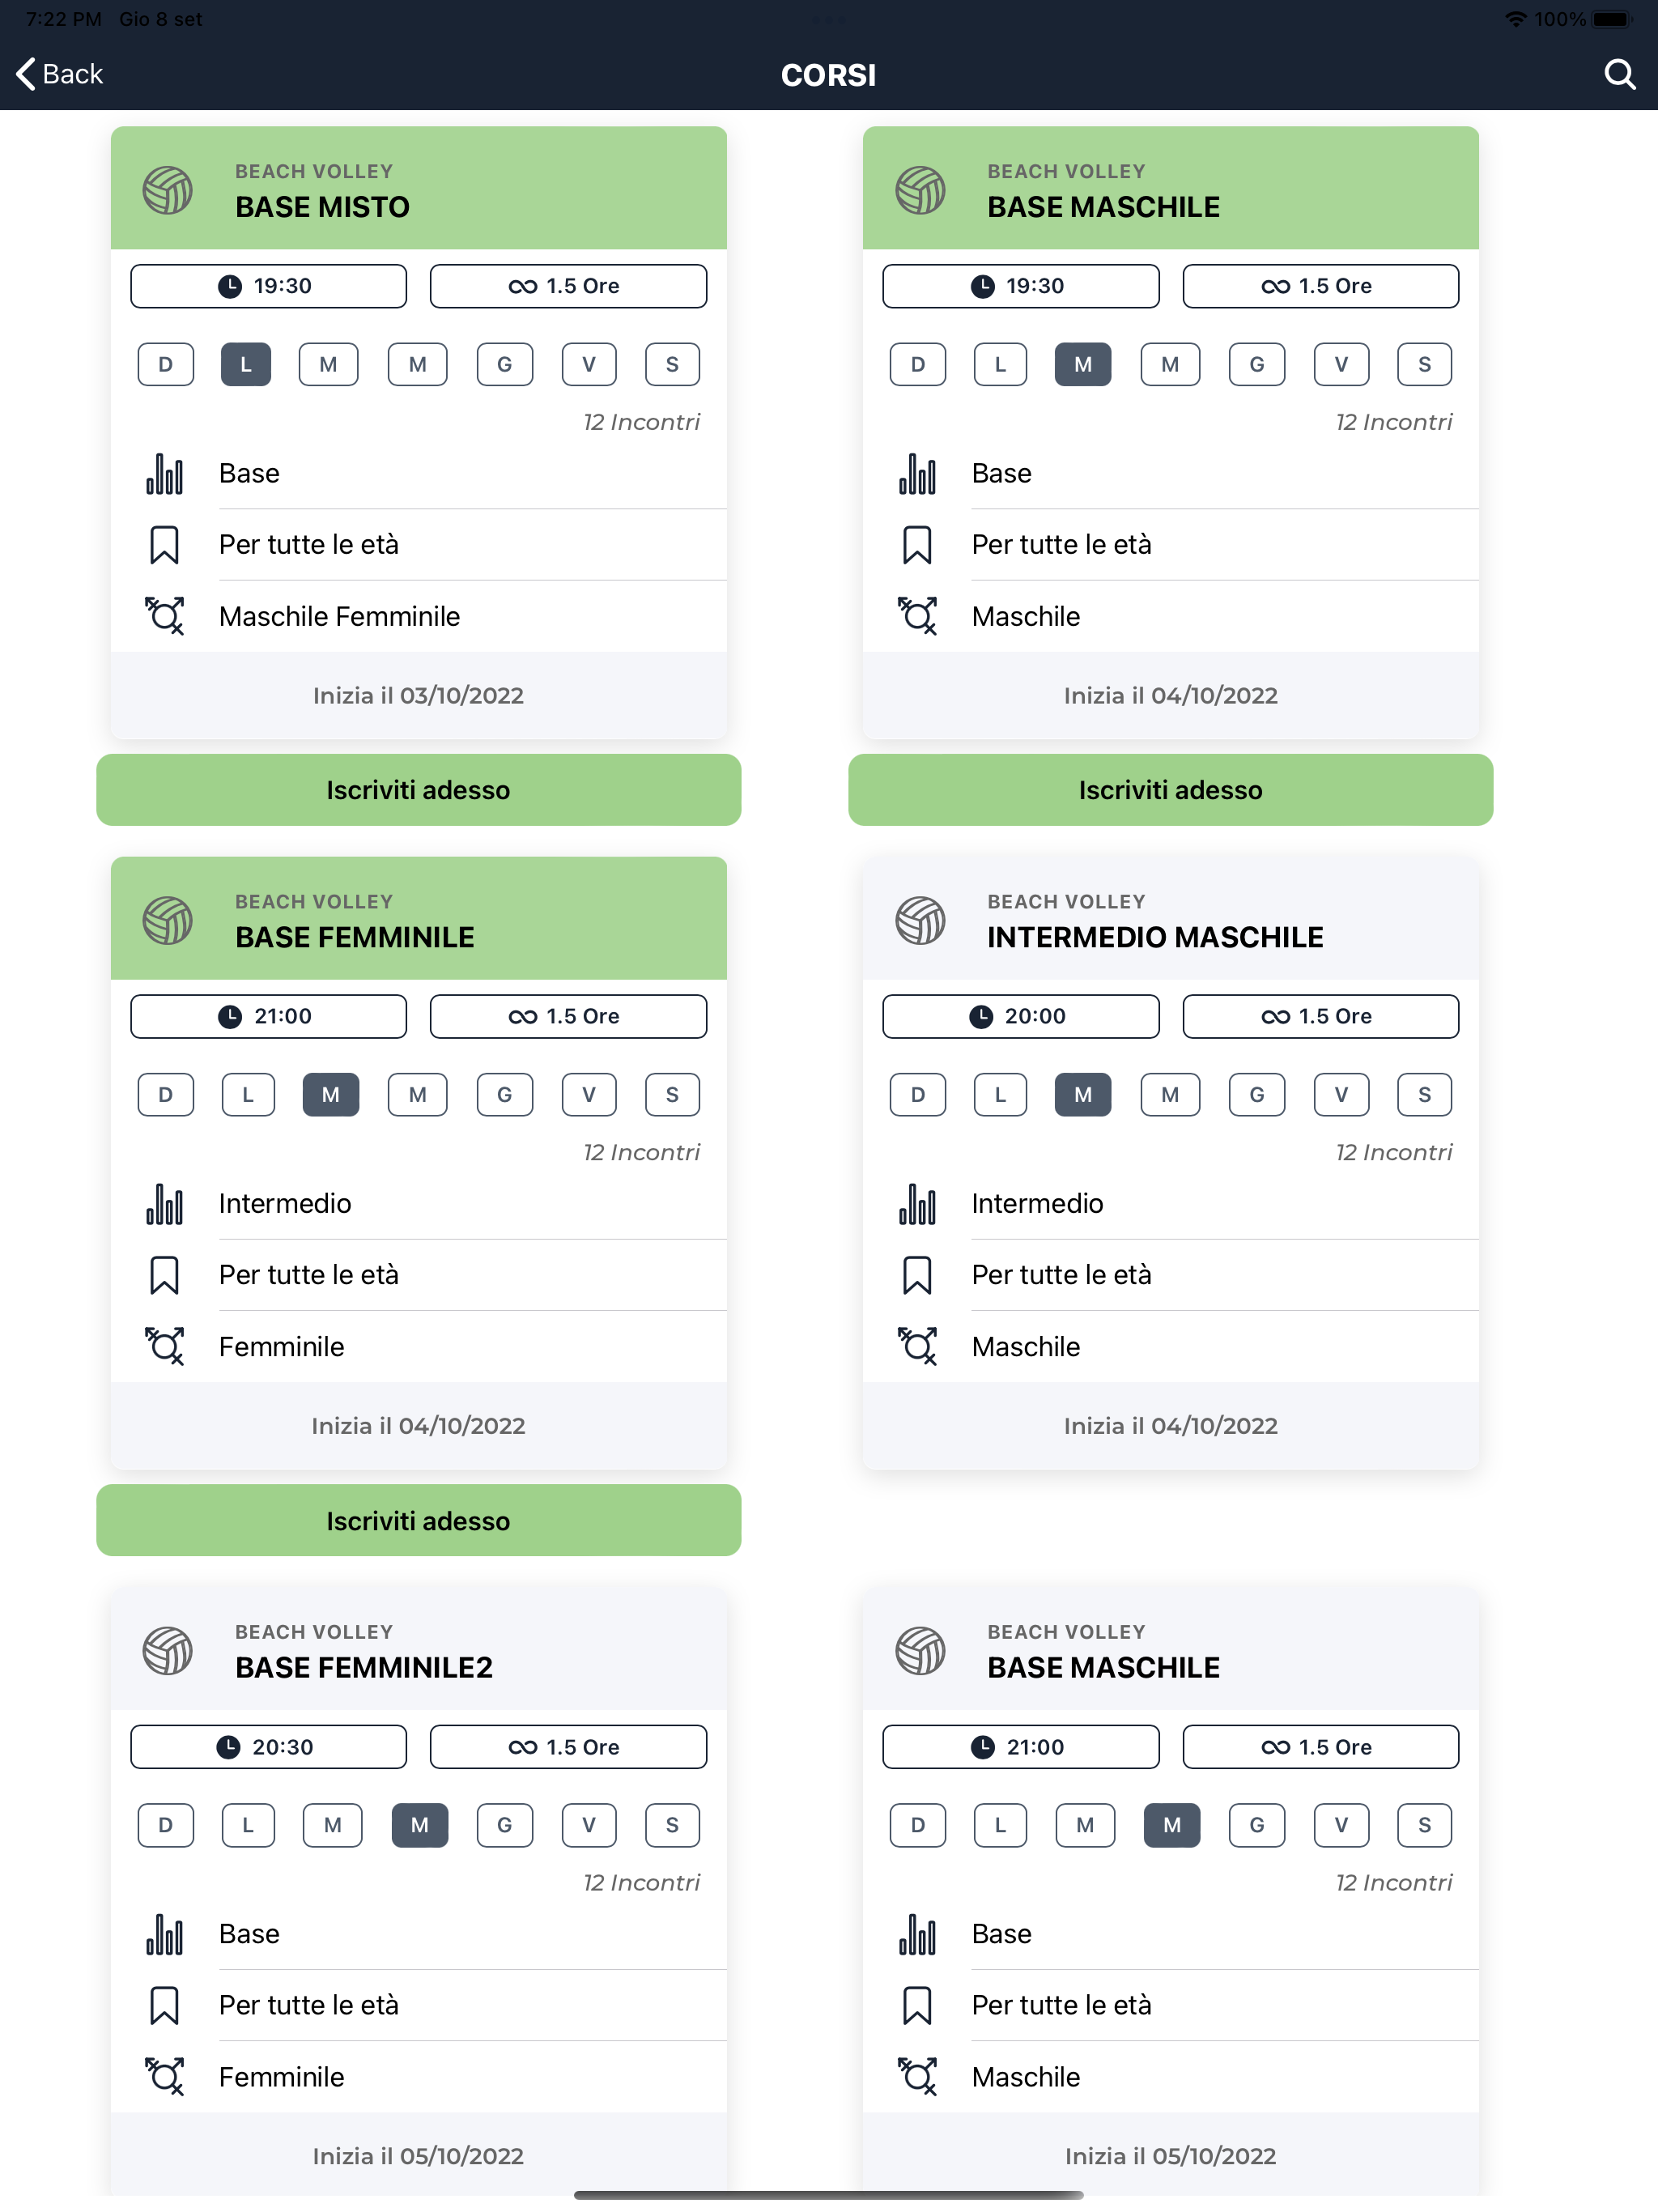 7:22 PM Gio 8 set
100%
Back
CORSI
BEACH VOLLEY
BASE MISTO
19:30
1.5 Ore
D L M M G V S
12 Incontri
Base
Per tutte le età
Maschile Femminile
Inizia il 03/10/2022
Iscriviti adesso
BEACH VOLLEY
BASE MASCHILE
19:30
1.5 Ore
D L M M G V S
12 Incontri
Base
Per tutte le età
Maschile
Inizia il 04/10/2022
Iscriviti adesso
BEACH VOLLEY
BASE FEMMINILE
21:00
1.5 Ore
D L M M G V S
12 Incontri
Intermedio
Per tutte le età
Femminile
Inizia il 04/10/2022
Iscriviti adesso
BEACH VOLLEY
INTERMEDIO MASCHILE
20:00
1.5 Ore
D L M M G V S
12 Incontri
Intermedio
Per tutte le età
Maschile
Inizia il 04/10/2022
BEACH VOLLEY
BASE FEMMINILE2
20:30
1.5 Ore
D L M M G V S
12 Incontri
Base
Per tutte le età
Femminile
Inizia il 05/10/2022
BEACH VOLLEY
BASE MASCHILE
21:00
1.5 Ore
D L M M G V S
12 Incontri
Base
Per tutte le età
Maschile
Inizia il 05/10/2022